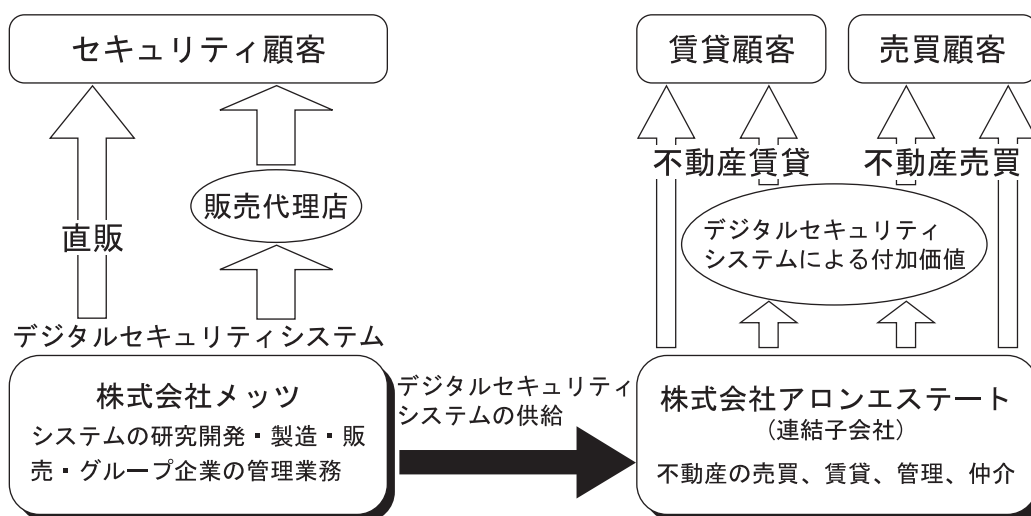 セキュリティ顧客
賃貸顧客
売買顧客
不動産賃貸
不動産売買
販売代理店
直販
デジタルセキュリティ
システムによる付加価値
デジタルセキュリティシステム
株式会社メッツ
システムの研究開発・製造・販
売・グループ企業の管理業務
デジタルセキュリティ
システムの供給
株式会社アロンエステート
（連結子会社）
不動産の売買、賃貸、管理、仲介